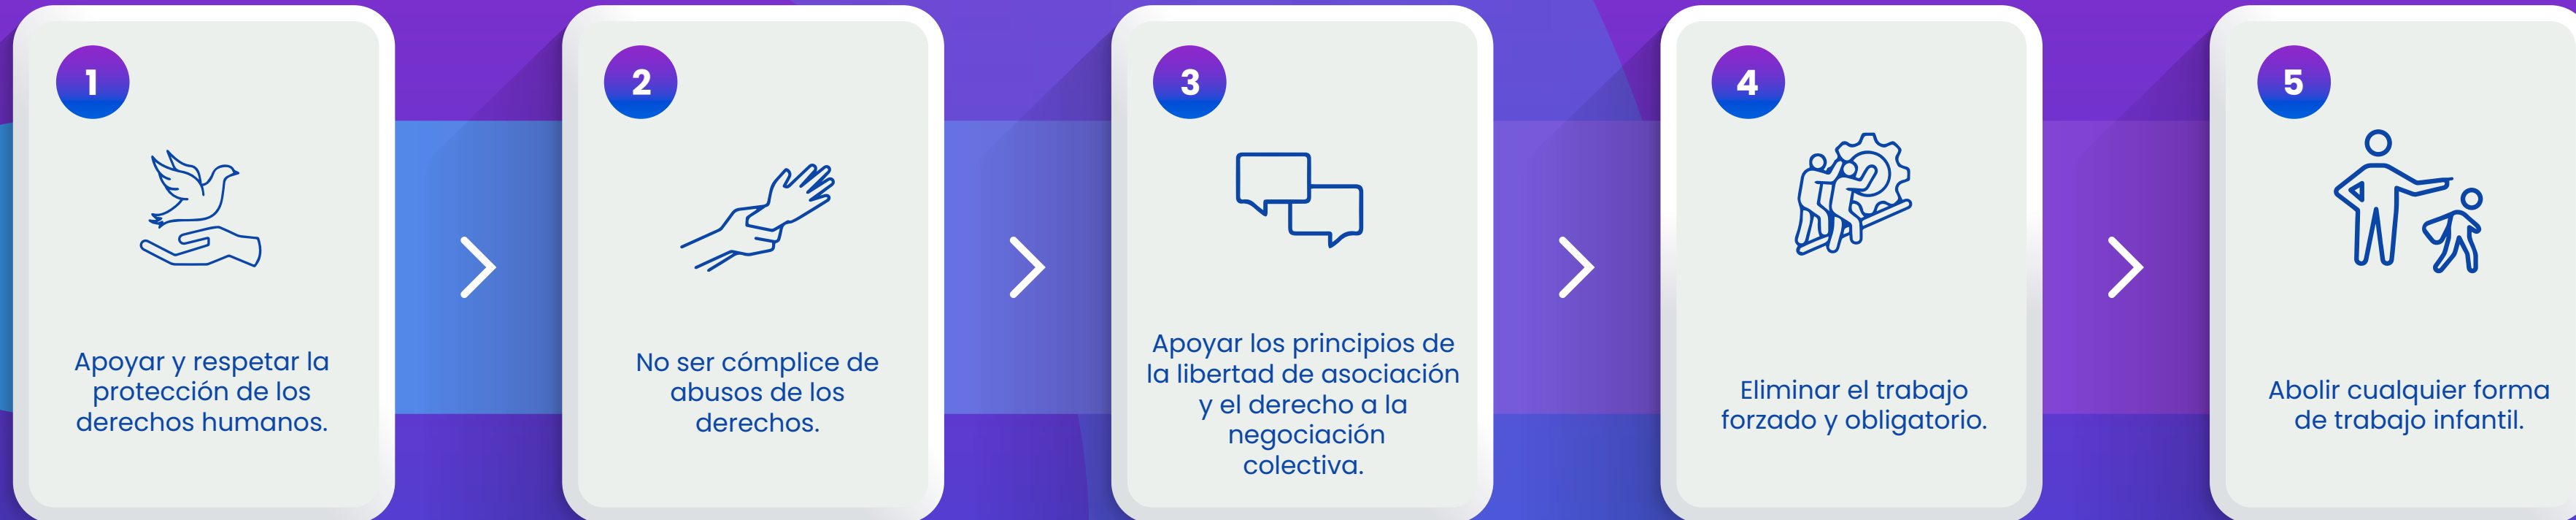 1
Apoyar y respetar la
protección de los
derechos humanos.
2
No ser cómplice de
abusos de los
derechos.
3
Apoyar los principios de
la libertad de asociación
y el derecho a la
negociación
colectiva.
4
Eliminar el trabajo
forzado y obligatorio.
5
Abolir cualquier forma
de trabajo infantil.